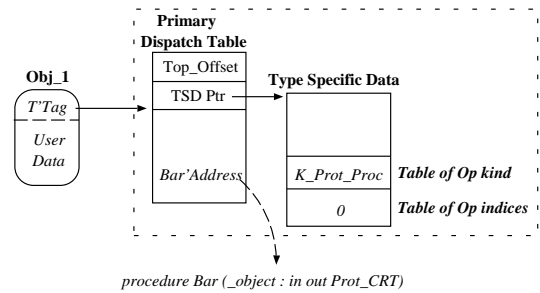 Primary
Dispatch Table
Obj_1
T'Tag
User
Data
Top_Offset
TSD Ptr
Bar'Address
Type Specific Data
K_Prot_Proc
Table of Op kind
0
Table of Op indices
procedure Bar (_object : in out Prot_CRT)